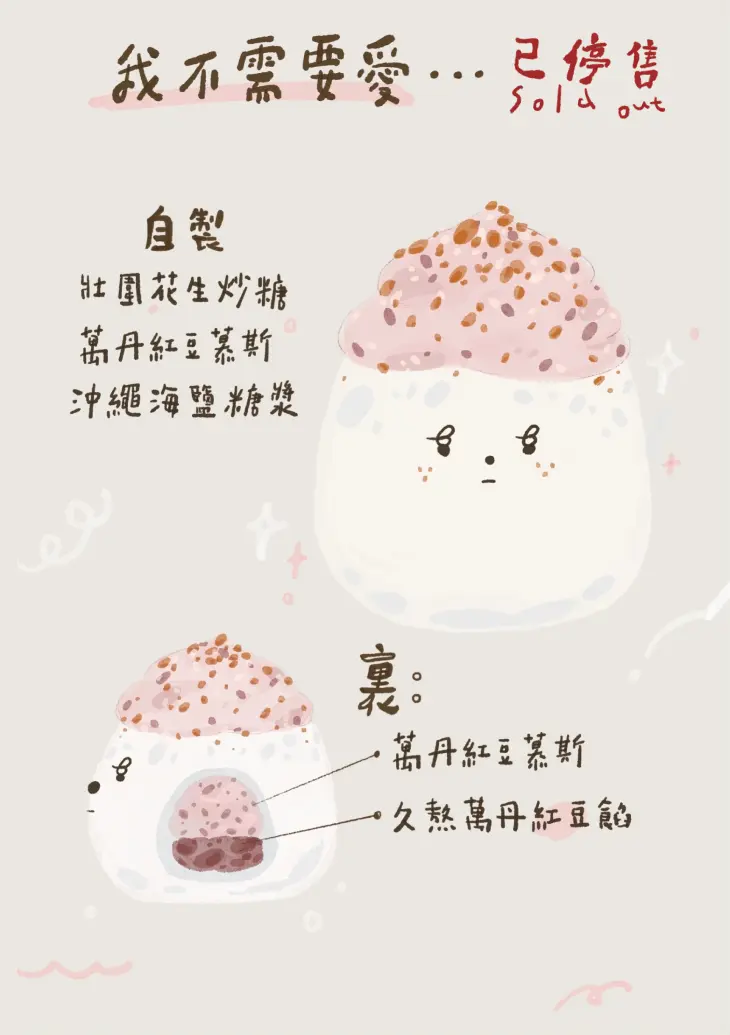 我不需要愛...
已停售
Sold out
自製
壯圍花生炒糖
萬丹紅豆慕斯
沖繩海鹽糖漿
裏：
萬丹紅豆慕斯
久熬萬丹紅豆餡